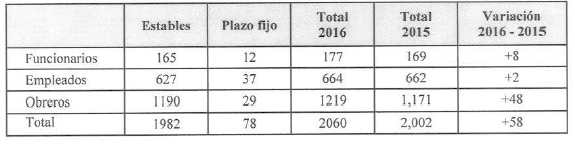 Estables Plazo fijo Total 2016 Total 2015 Variación 2016 - 2015
Funcionarios 165 12 177 169 +8
Empleados 627 37 664 662 +2
Obreros 1190 29 1219 1,171 +48
Total 1982 78 2060 2,002 +58